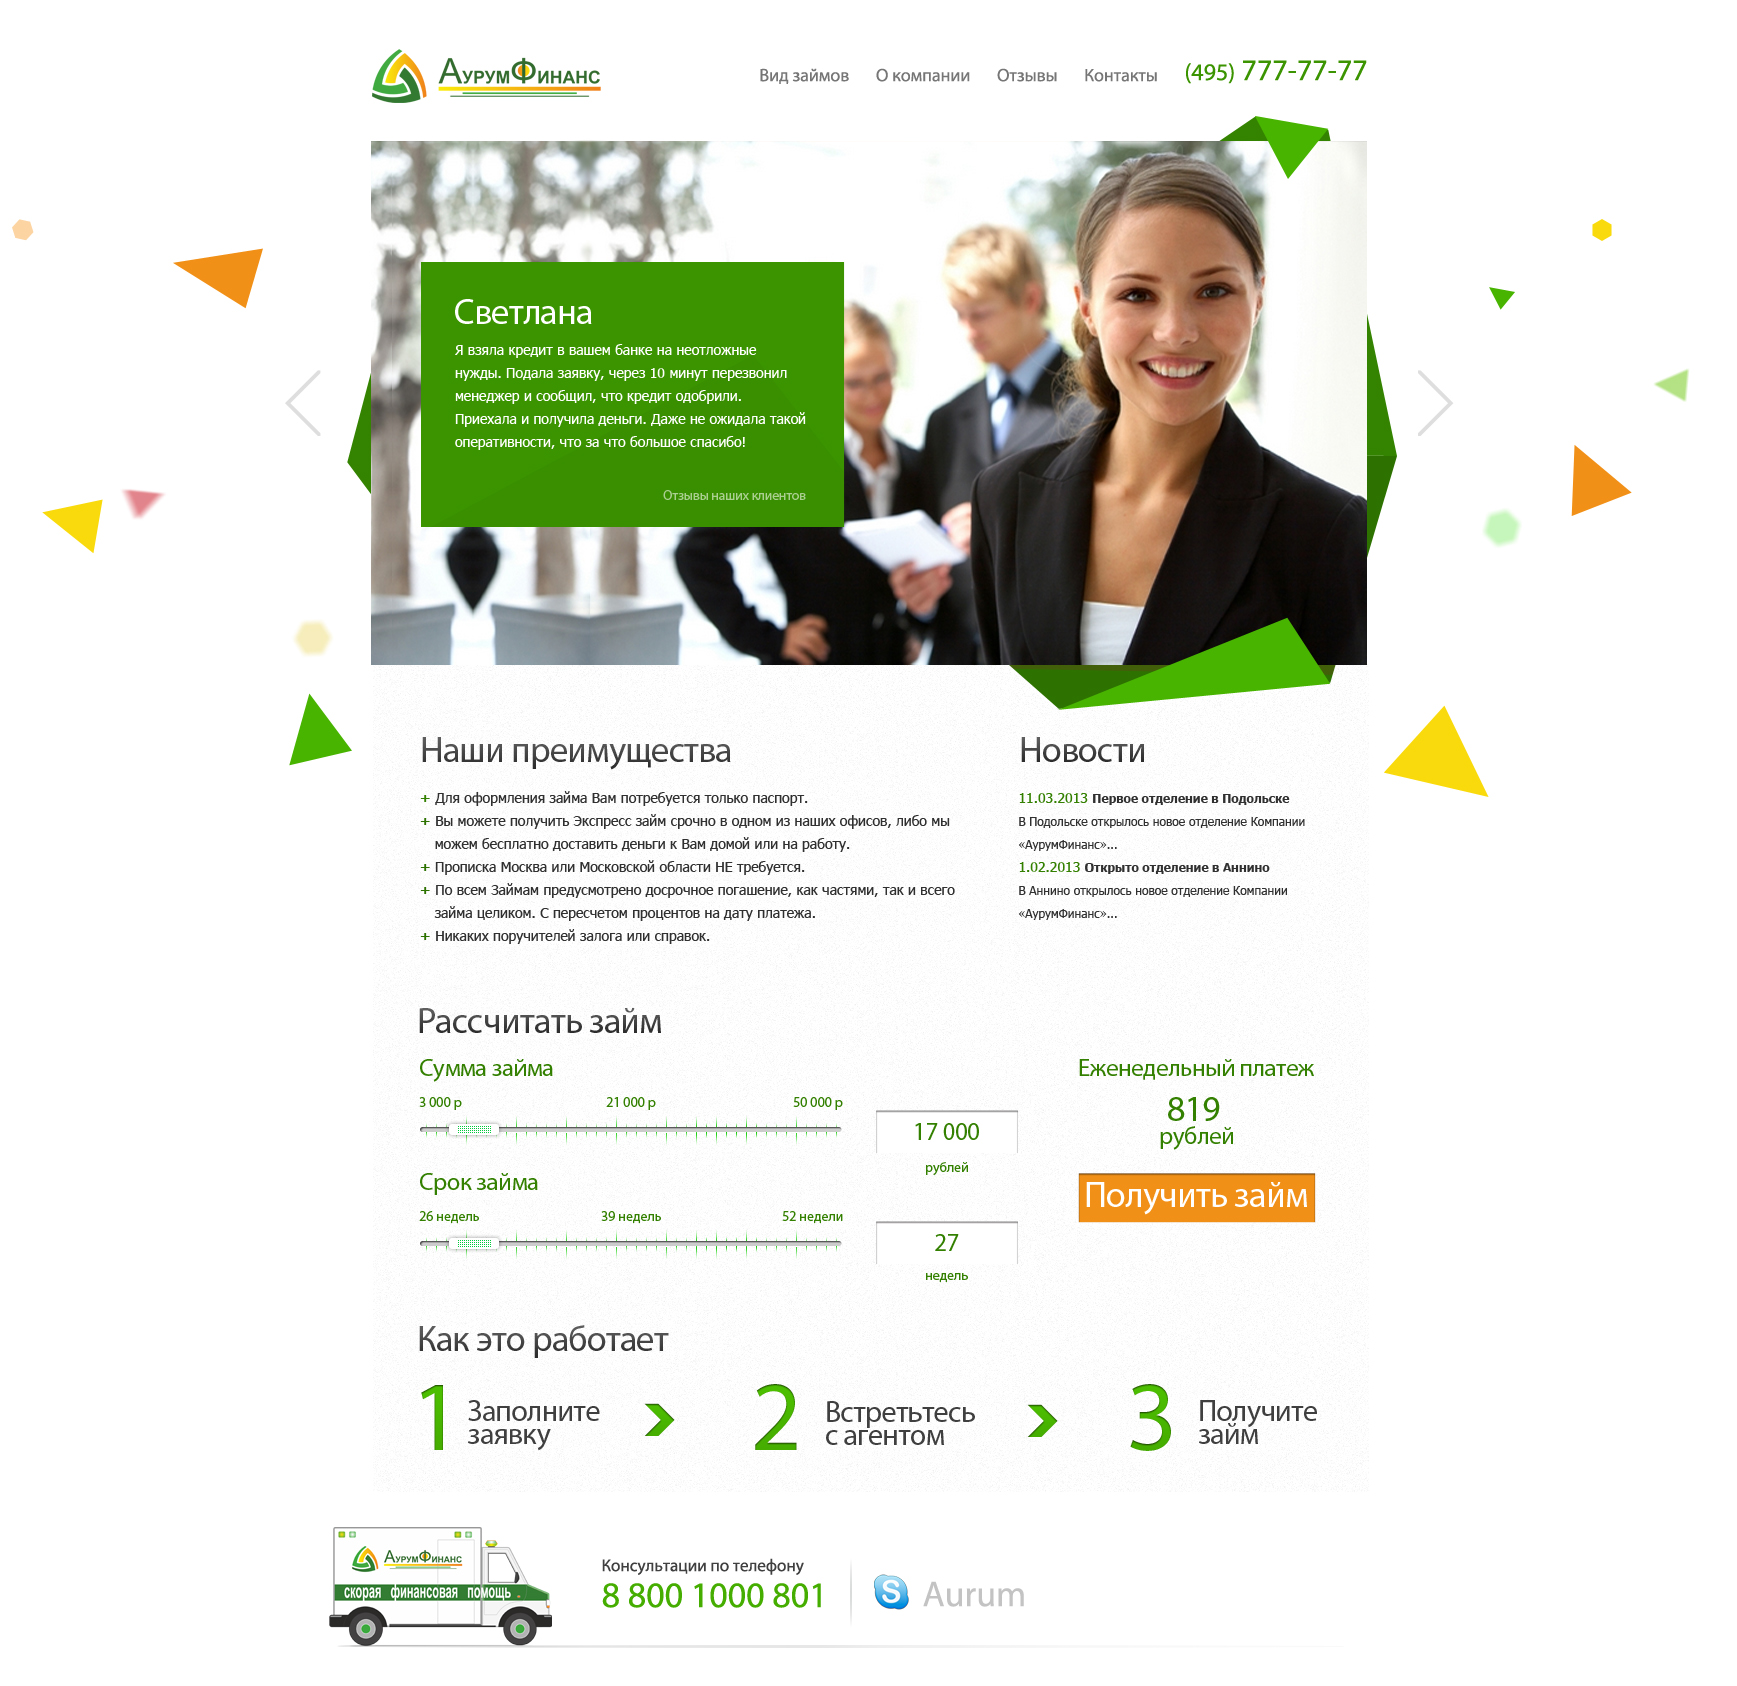 АурумФинанс
Вид займов О компании Отзывы Контакты (495) 777-77-77
Светлана
Я взяла кредит в вашем банке на неотложные
нужды. Подала заявку, через 10 минут перезвонил
менеджер и сообщил, что кредит одобрили.
Приехала и получила деньги. Даже не ожидала такой
оперативности, что за что большое спасибо!
Отзывы наших клиентов
Наши преимущества
+ Для оформления займа Вам потребуется только паспорт.
+ Вы можете получить Экспресс займ срочно в одном из наших офисов, либо мы
можем бесплатно доставить деньги к Вам домой или на работу.
+ Прописка Москва или Московской области НЕ требуется.
+ По всем Займам предусмотрено досрочное погашение, как частями, так и всего
займа целиком. С пересчетом процентов на дату платежа.
+ Никаких поручителей залога или справок.
Новости
11.03.2013 Первое отделение в Подольске
В Подольске открылось новое отделение Компании
«АурумФинанс»...
1.02.2013 Открыто отделение в Аннино
В Аннино открылось новое отделение Компании
«АурумФинанс»...
Рассчитать займ
Сумма займа
3 000 р 21 000 р 50 000 р
17 000
рублей
Срок займа
26 недель 39 недель 52 недели
27
недель
Еженедельный платеж
819
рублей
Получить займ
Как это работает
1 Заполните
заявку
2 Встретьтесь
с агентом
3 Получите
займ
АурумФинанс
скорая финансовая помощь
Консультации по телефону
8 800 1000 801
Aurum